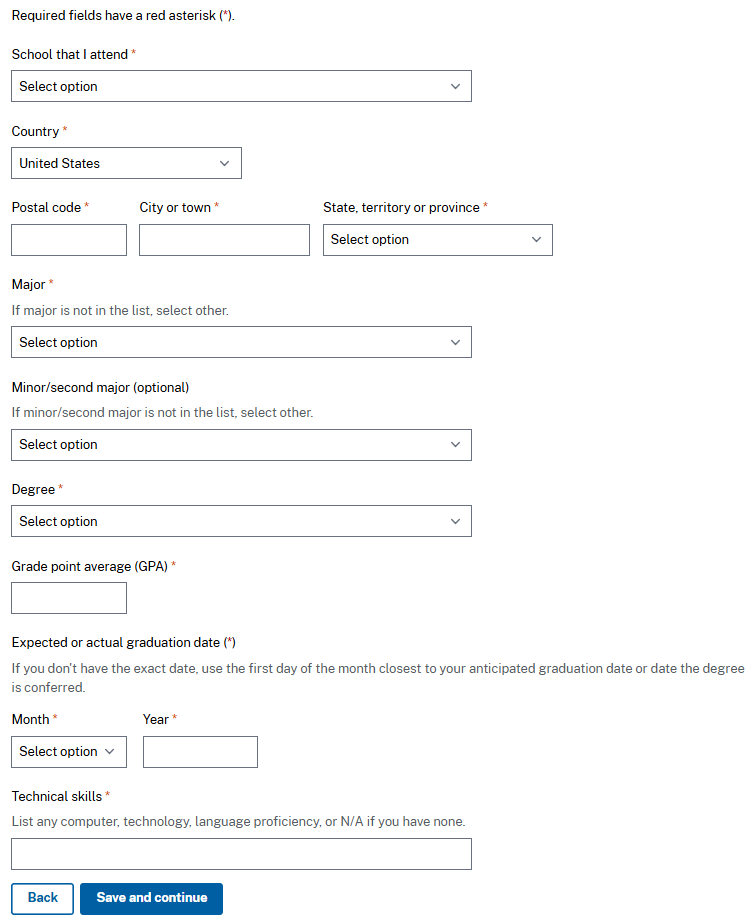 Required fields have a red asterisk (*).
School that I attend *
Select option
Country *
United States
Postal code * City or town * State, territory or province *
Select option
Major *
If major is not in the list, select other.
Select option
Minor/second major (optional)
If minor/second major is not in the list, select other.
Select option
Degree *
Select option
Grade point average (GPA) *
Expected or actual graduation date (*)
If you don't have the exact date, use the first day of the month closest to your anticipated graduation date or date the degree
is conferred.
Month * Year *
Select option
Technical skills *
List any computer, technology, language proficiency, or N/A if you have none.
Back Save and continue